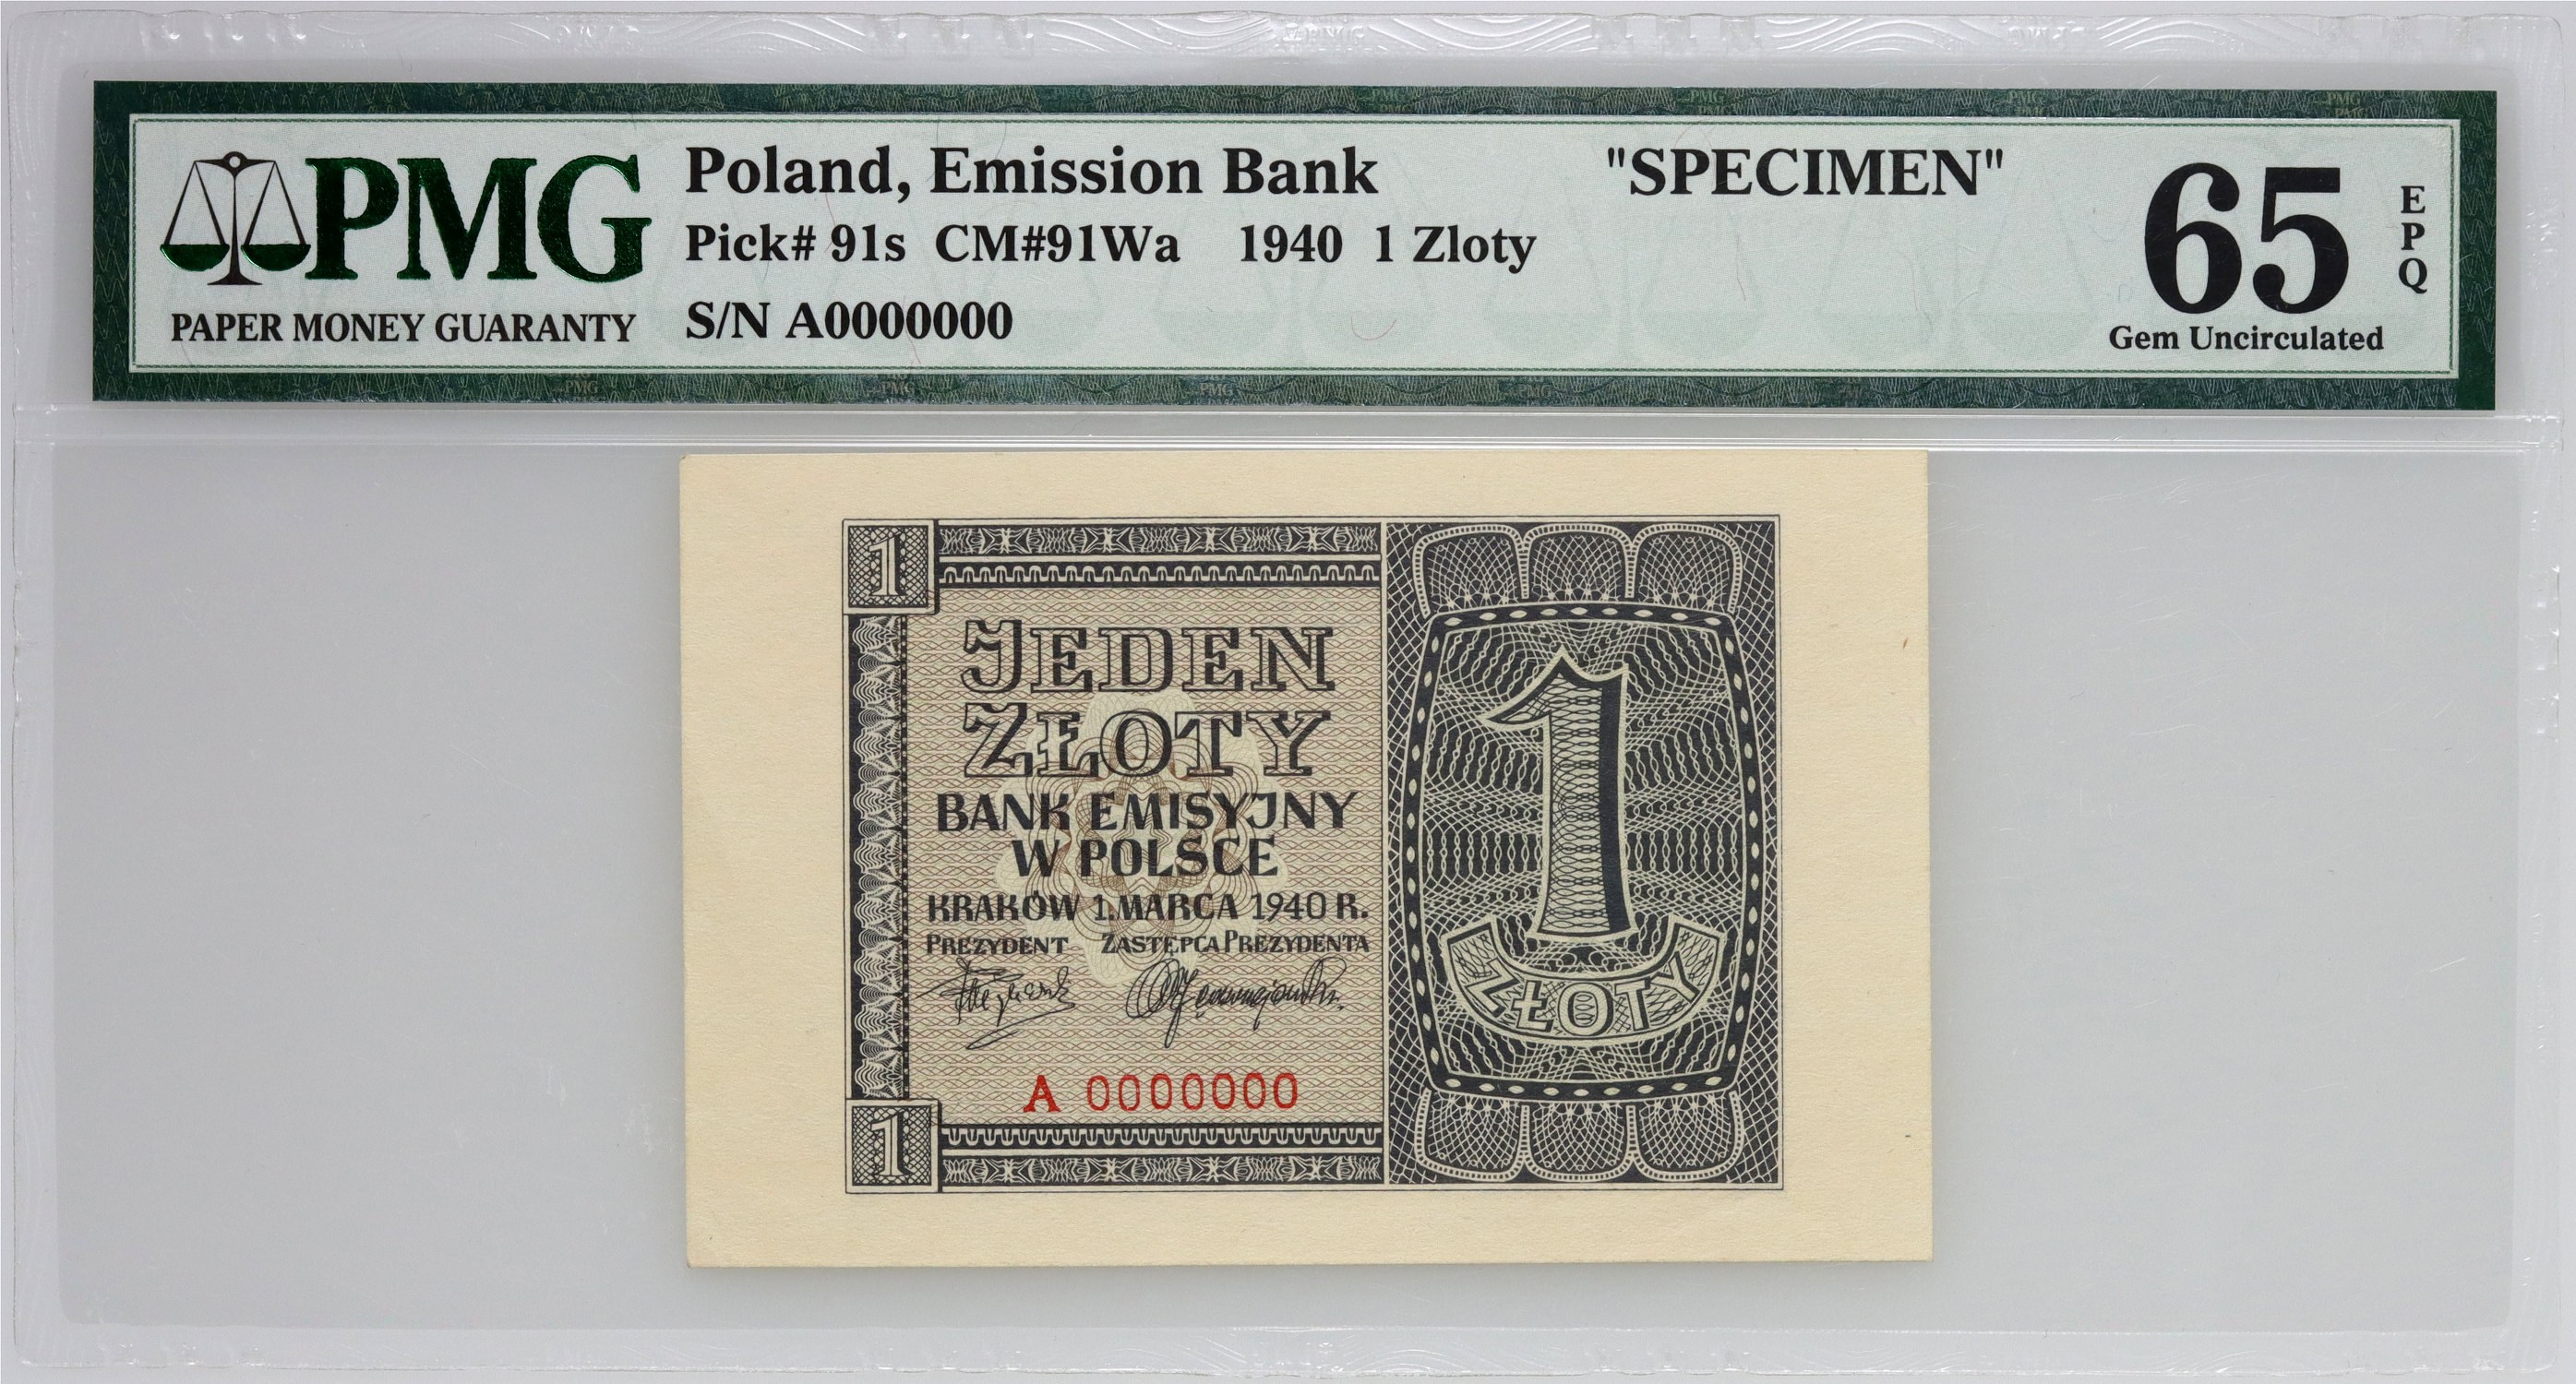 PMG
PAPER MONEY GUARANTY
Poland, Emission Bank "SPECIMEN"
Pick# 91s CM#91Wa 1940 1 Zloty
S/N A0000000
65
EPQ
Gem Uncirculated
1
JEDEN
ZŁOTY
BANK EMISYJNY
W POLSCE
KRAKÓW 1.MARCA 1940 R.
PREZYDENT ZASTĘPCA PREZYDENTA
A 0000000
1
1
ZŁOTY